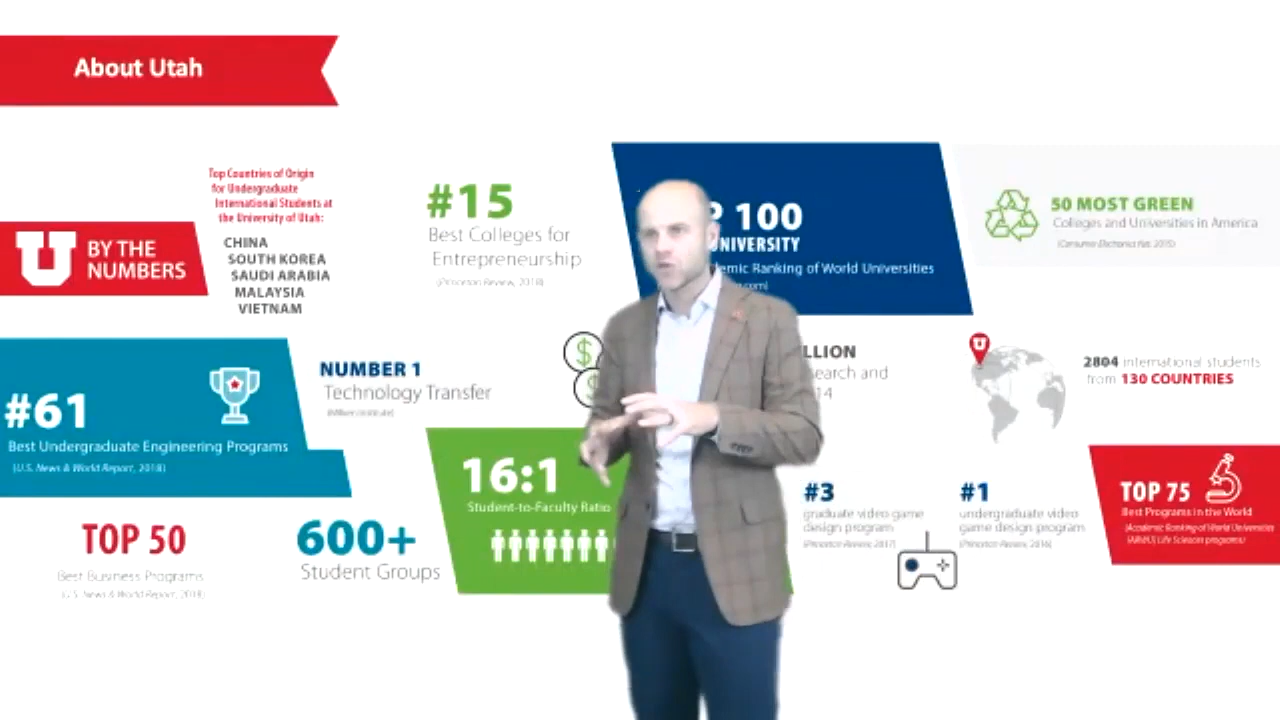 About Utah
Top Countries of Origin
for Undergraduate
International Students at
the University of Utah:
CHINA
SOUTH KOREA
SAUDI ARABIA
MALAYSIA
VIETNAM
U BY THE
NUMBERS
#15
Best Colleges for
Entrepreneurship
(Princeton Review, 2018)
P 100
UNIVERSITY
demic Ranking of World Universities
.com)
50 MOST GREEN
Colleges and Universities in America
#61
Best Undergraduate Engineering Programs
(U.S. News & World Report, 2018)
NUMBER 1
Technology Transfer
(Milken Institute)
$
$
LLION
search and
14
U
2804 international students
from 130 COUNTRIES
TOP 50
Best Business Programs
(U.S. News & World Report, 2018)
600+
Student Groups
16:1
Student-to-Faculty Ratio
#3
graduate video game
design program
(Princeton Review, 2017)
#1
undergraduate video
game design program
(Princeton Review, 2016)
TOP 75
Best Programs in the World
(Academic Ranking of World Universities
(ARWU) Life Sciences programs)